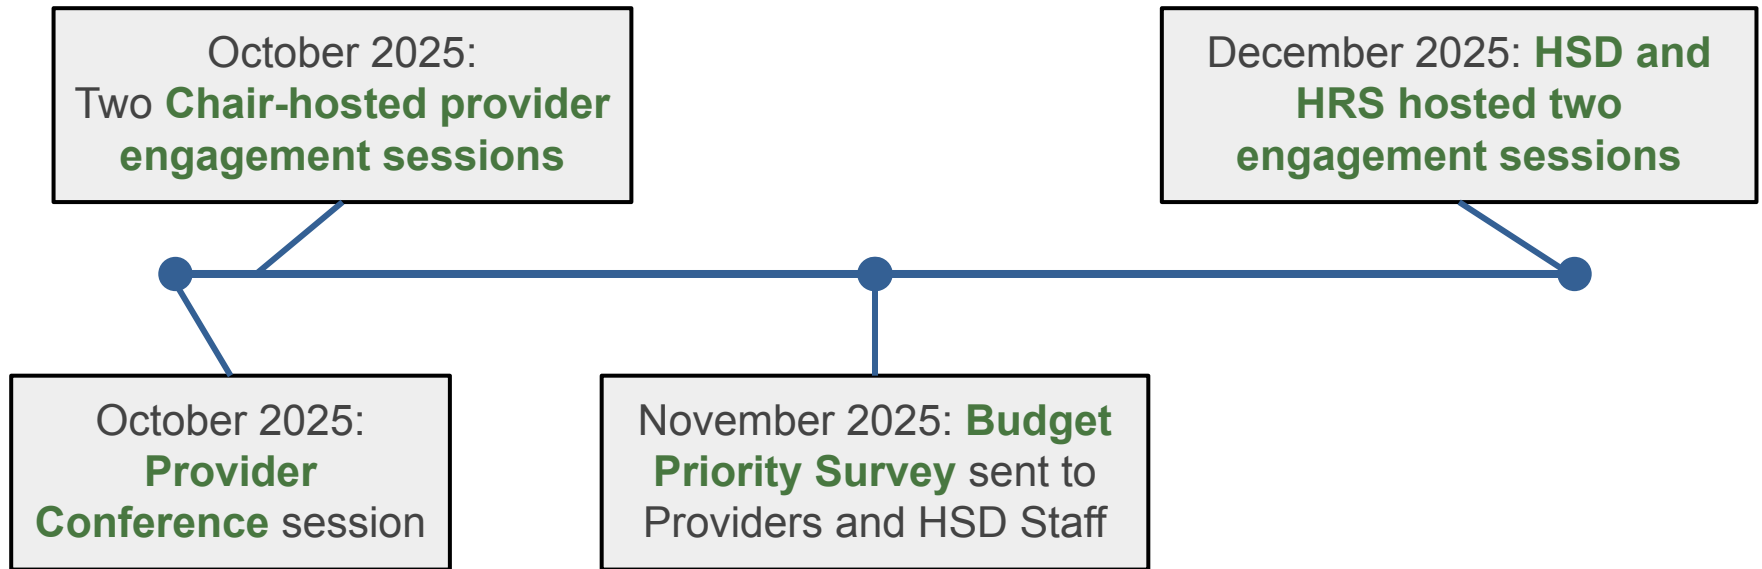 October 2025:
Two Chair-hosted provider
engagement sessions
December 2025: HSD and
HRS hosted two
engagement sessions
October 2025:
Provider
Conference session
November 2025: Budget
Priority Survey sent to
Providers and HSD Staff